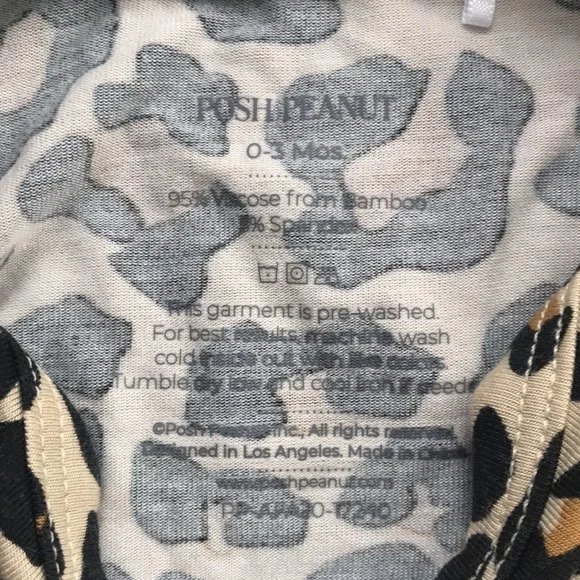 POSH PEANUT
0-3 Mos.
95% Viscose from Bamboo
5% Spandex
This garment is pre-washed.
For best results, machine wash
cold inside out with like colors.
Tumble dry low and cool iron if needed
©Posh Peanut Inc., All rights reserved.
Designed in Los Angeles. Made in China
www.poshpeanut.com